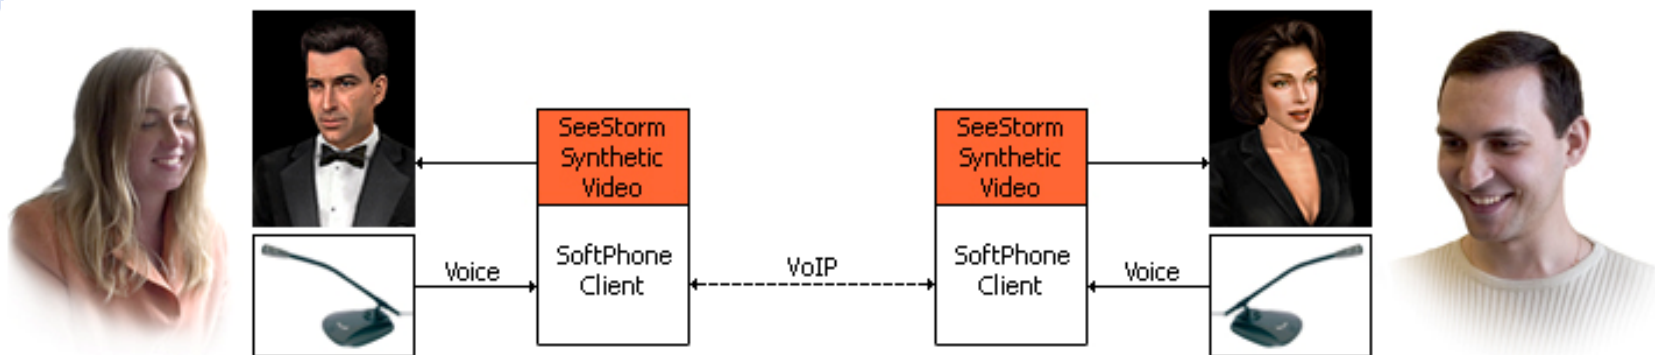 SeeStorm
Synthetic
Video
SoftPhone
Client
Voice
VoIP
SeeStorm
Synthetic
Video
SoftPhone
Client
Voice